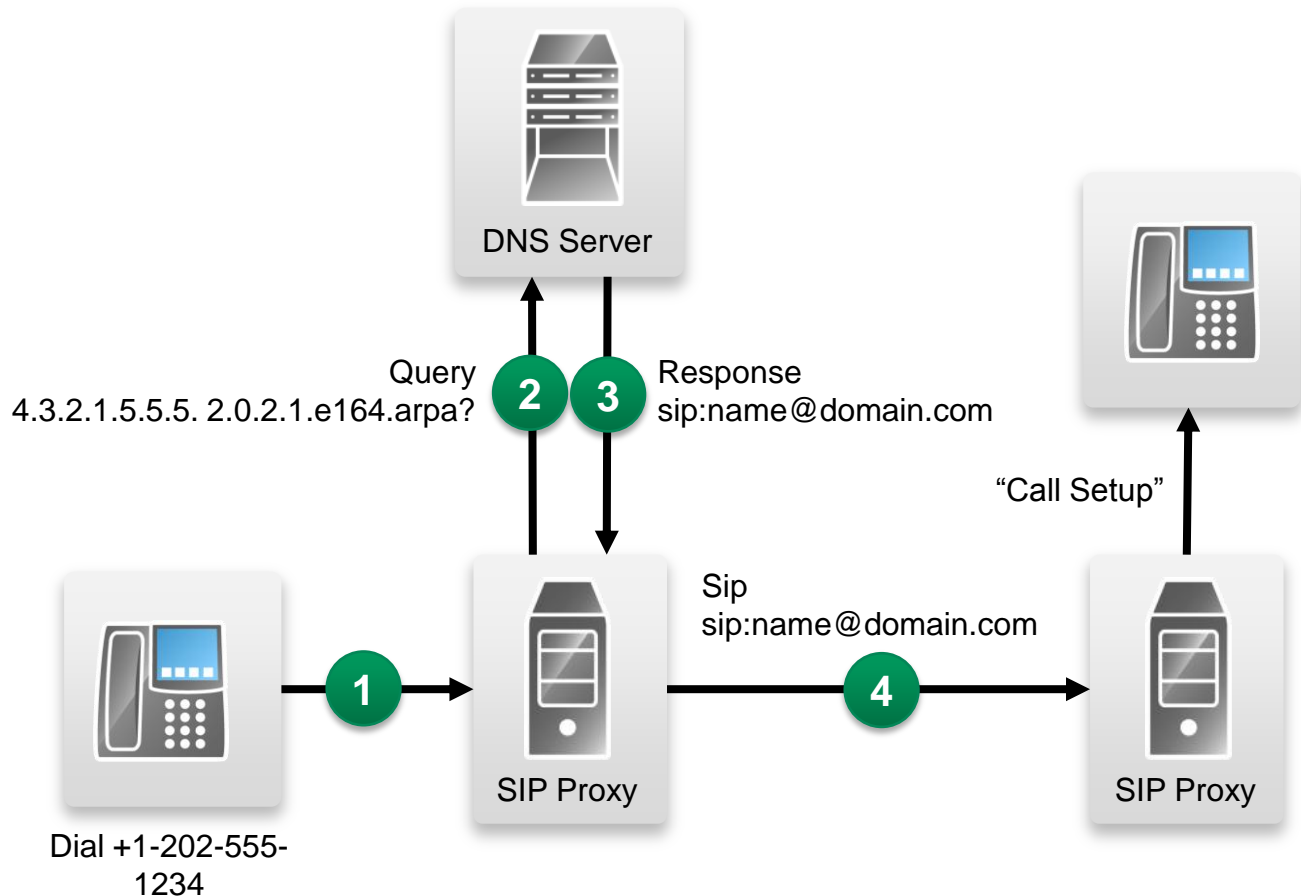 DNS Server
Query
4.3.2.1.5.5.5. 2.0.2.1.e164.arpa?
2
3
Response
sip:name@domain.com
“Call Setup”
Sip
sip:name@domain.com
1
4
SIP Proxy
SIP Proxy
Dial +1-202-555-
1234